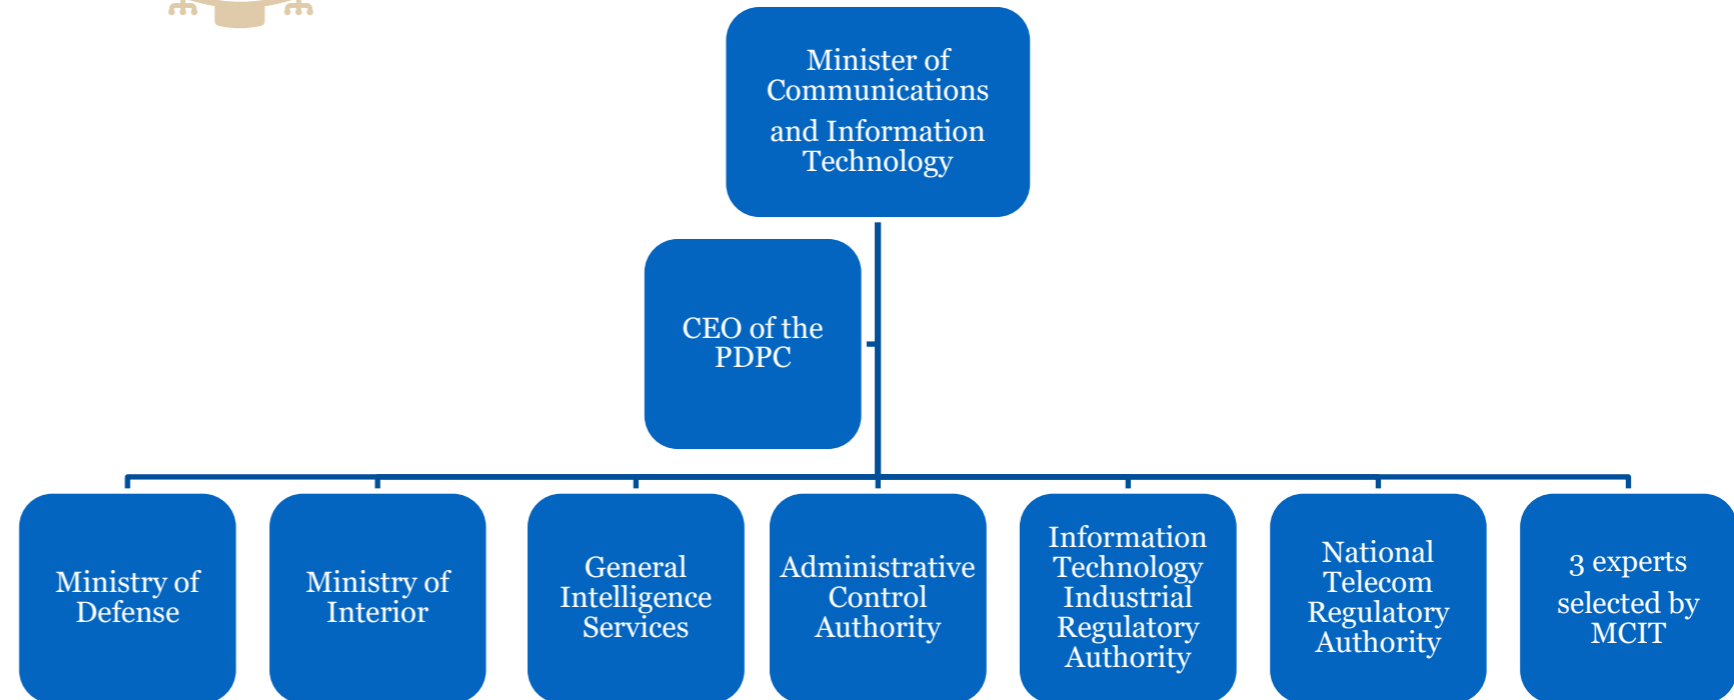 Minister of
Communications
and Information
Technology
CEO of the
PDPC
Ministry of
Defense
Ministry of
Interior
General
Intelligence
Services
Administrative
Control
Authority
Information
Technology
Industrial
Regulatory
Authority
National
Telecom
Regulatory
Authority
3 experts
selected by
MCIT